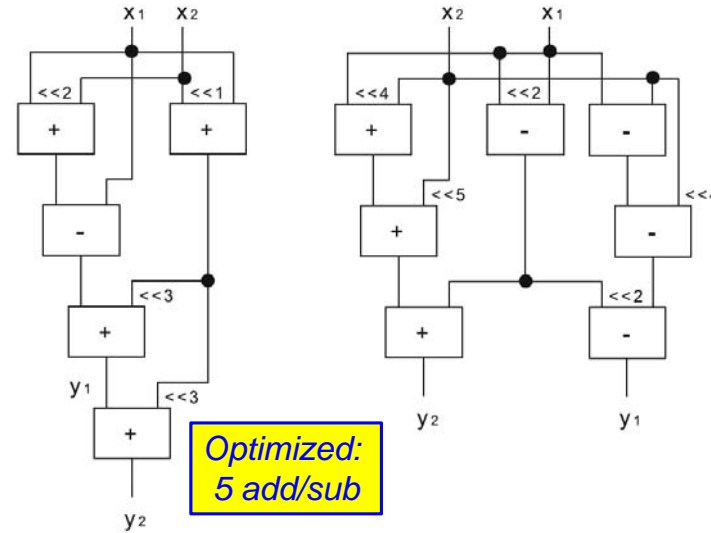 x1 x2
<<2 <<1
+ +
-
<<3
+
y1 <<3
+
y2
Optimized:
5 add/sub
x2 x1
<<4 <<2
+ - -
<<5
+ -
<<2
+ -
y2 y1